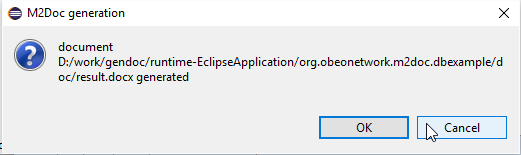 M2Doc generation
document
D:/work/gendoc/runtime-EclipseApplication/org.obeonetwork.m2doc.dbexample/d
oc/result.docx generated
OK
Cancel